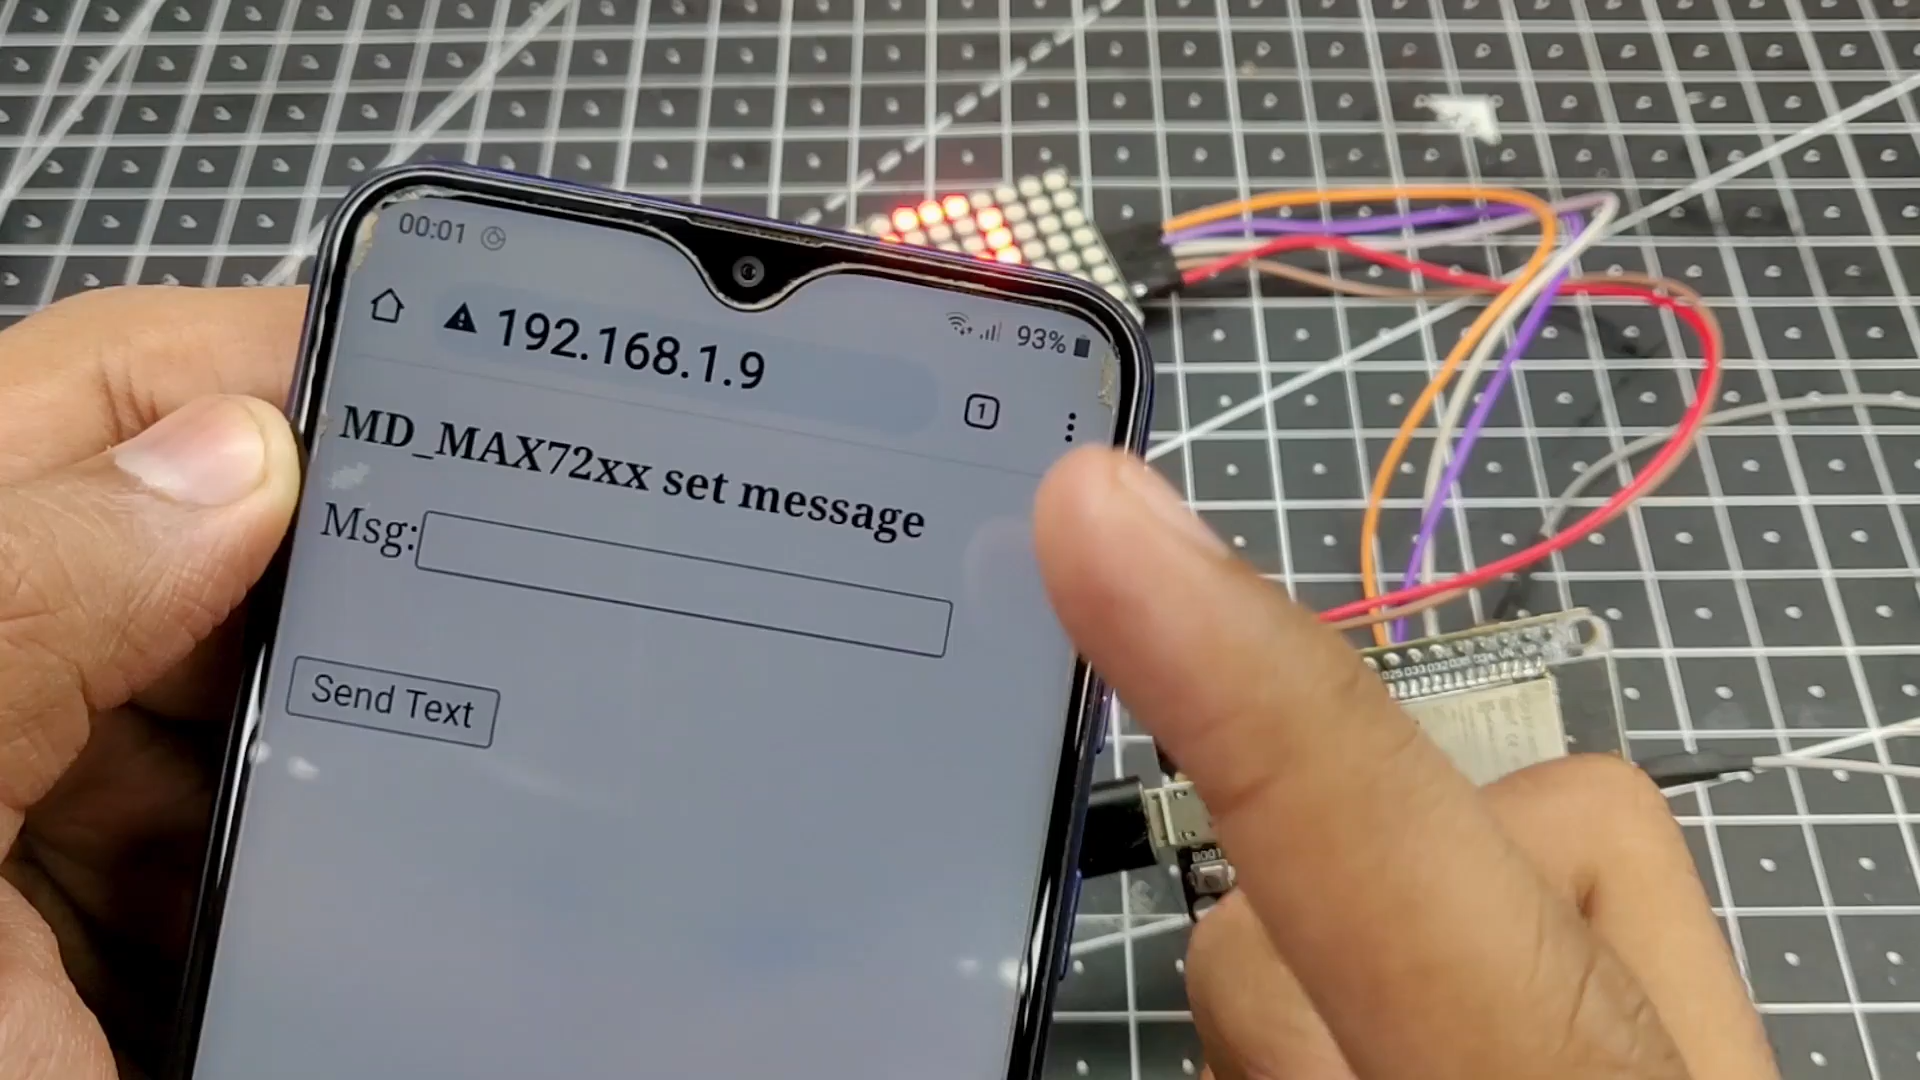 00:01
93%
192.168.1.9
1
MD_MAX72xx set message
Msg:
Send Text